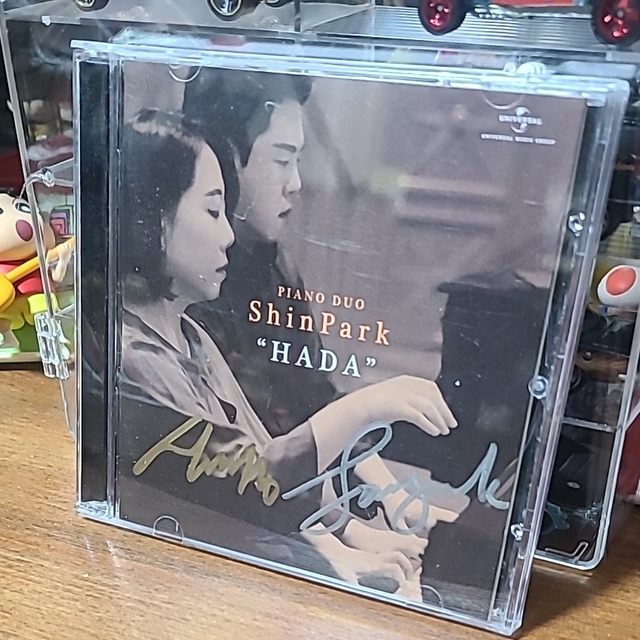 UNIVERSAL
UNIVERSAL MUSIC GROUP
PIANO DUO
ShinPark
"HADA"